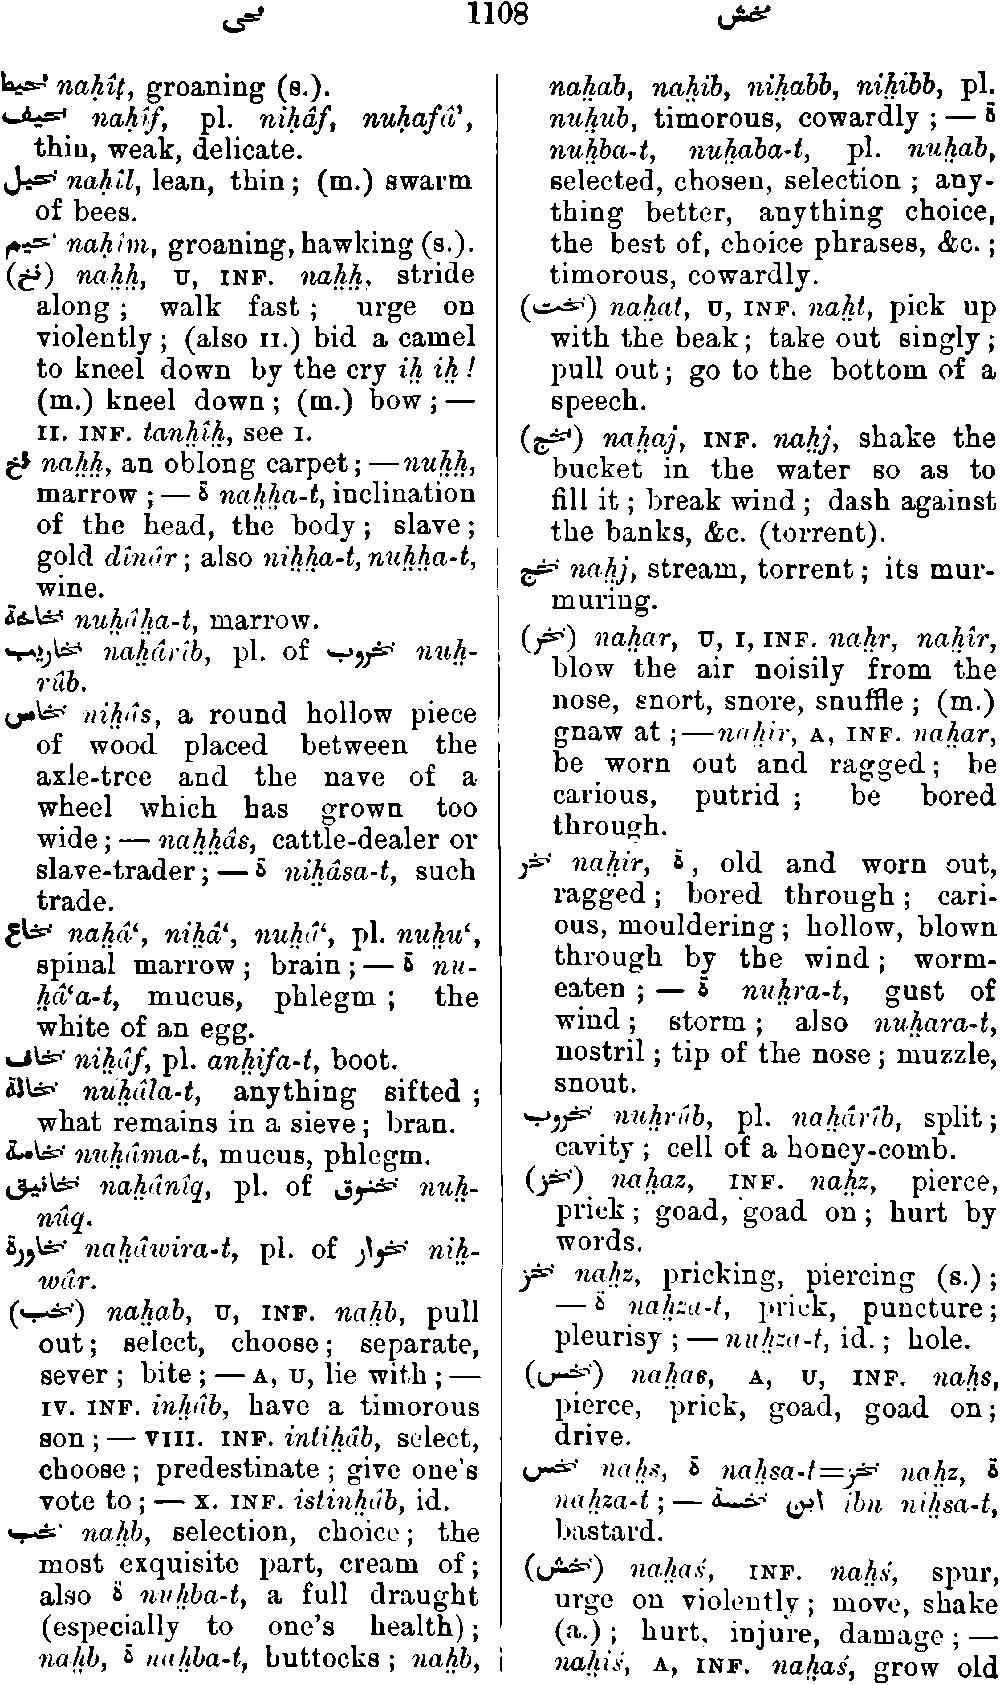 نحى 1108 نخش
نحيط naḥîṭ, groaning (s.).
نحيف naḥîf, pl. niḥâf, nuḥafâ’,
thin, weak, delicate.
نحيل naḥîl, lean, thin; (m.) swarm
of bees.
نحيم naḥîm, groaning, hawking (s.).
(نخ) naḫḫ, U, INF. naḫḫ, stride
along; walk fast; urge on
violently; (also II.) bid a camel
to kneel down by the cry iḫ iḫ!
(m.) kneel down; (m.) bow;—
II. INF. tanḫîḫ, see I.
نخ naḫḫ, an oblong carpet;—nuḫḫ,
marrow;—ة naḫḫa-t, inclination
of the head, the body; slave;
gold dînâr; also niḫḫa-t, nuḫḫa-t,
wine.
نخاخة nuḫâḫa-t, marrow.
نخاريب naḫârîb, pl. of نخروب nuḫ-
rûb.
نخاس niḫâs, a round hollow piece
of wood placed between the
axle-tree and the nave of a
wheel which has grown too
wide;—naḫḫâs, cattle-dealer or
slave-trader;—ة niḫâsa-t, such
trade.
نخاع naḫâ‘, niḫâ‘, nuḫâ‘, pl. nuḫu‘,
spinal marrow; brain;—ة nu-
ḫâ‘a-t, mucus, phlegm; the
white of an egg.
نخاف niḫâf, pl. anḫifa-t, boot.
نخالة nuḫâla-t, anything sifted;
what remains in a sieve; bran.
نخامة nuḫâma-t, mucus, phlegm.
نخانيق naḫânîq, pl. of نخنوق nuḫ-
nûq.
نخاورة naḫâwira-t, pl. of نخوار niḫ-
wâr.
(نخب) naḫab, U, INF. naḫb, pull
out; select, choose; separate,
sever; bite;—A, U, lie with;—
IV. INF. inḫâb, have a timorous
son;—VIII. INF. intiḫâb, select,
choose; predestinate; give one's
vote to;—X. INF. istinḫâb, id.
نخب naḫb, selection, choice; the
most exquisite part, cream of;
also ة nuḫba-t, a full draught
(especially to one's health);
naḫb, ة naḫba-t, buttocks; naḫb,
naḫab, naḫib, niḫabb, niḫibb, pl.
nuḫub, timorous, cowardly;—ة
nuḫba-t, nuḫaba-t, pl. nuḫab,
selected, chosen, selection; any-
thing better, anything choice,
the best of, choice phrases, &c.;
timorous, cowardly.
(نخت) naḫat, U, INF. naḫt, pick up
with the beak; take out singly;
pull out; go to the bottom of a
speech.
(نخج) naḫaj, INF. naḫj, shake the
bucket in the water so as to
fill it; break wind; dash against
the banks, &c. (torrent).
نخج naḫj, stream, torrent; its mur-
muring.
(نخر) naḫar, U, I, INF. naḫr, naḫîr,
blow the air noisily from the
nose, snort, snore, snuffle; (m.)
gnaw at;—naḫir, A, INF. naḫar,
be worn out and ragged; be
carious, putrid; be bored
through.
نخر naḫir, ة, old and worn out,
ragged; bored through; cari-
ous, mouldering; hollow, blown
through by the wind; worm-
eaten;—ة nuḫra-t, gust of
wind; storm; also nuḫara-t,
nostril; tip of the nose; muzzle,
snout.
نخروب nuḫrûb, pl. naḫârîb, split;
cavity; cell of a honey-comb.
(نخز) naḫaz, INF. naḫz, pierce,
prick; goad, goad on; hurt by
words.
نخز naḫz, pricking, piercing (s.);
—ة naḫza-t, prick, puncture;
pleurisy;—nuḫza-t, id.; hole.
(نخس) naḫas, A, U, INF. naḫs,
pierce, prick, goad, goad on;
drive.
نخس naḫs, ة naḫsa-t=نخز naḫz, ة
naḫza-t;—ابن نخسة ibn niḫsa-t,
bastard.
(نخش) naḫaś, INF. naḫś, spur,
urge on violently; move, shake
(a.); hurt, injure, damage;—
naḫiś, A, INF. naḫaś, grow old